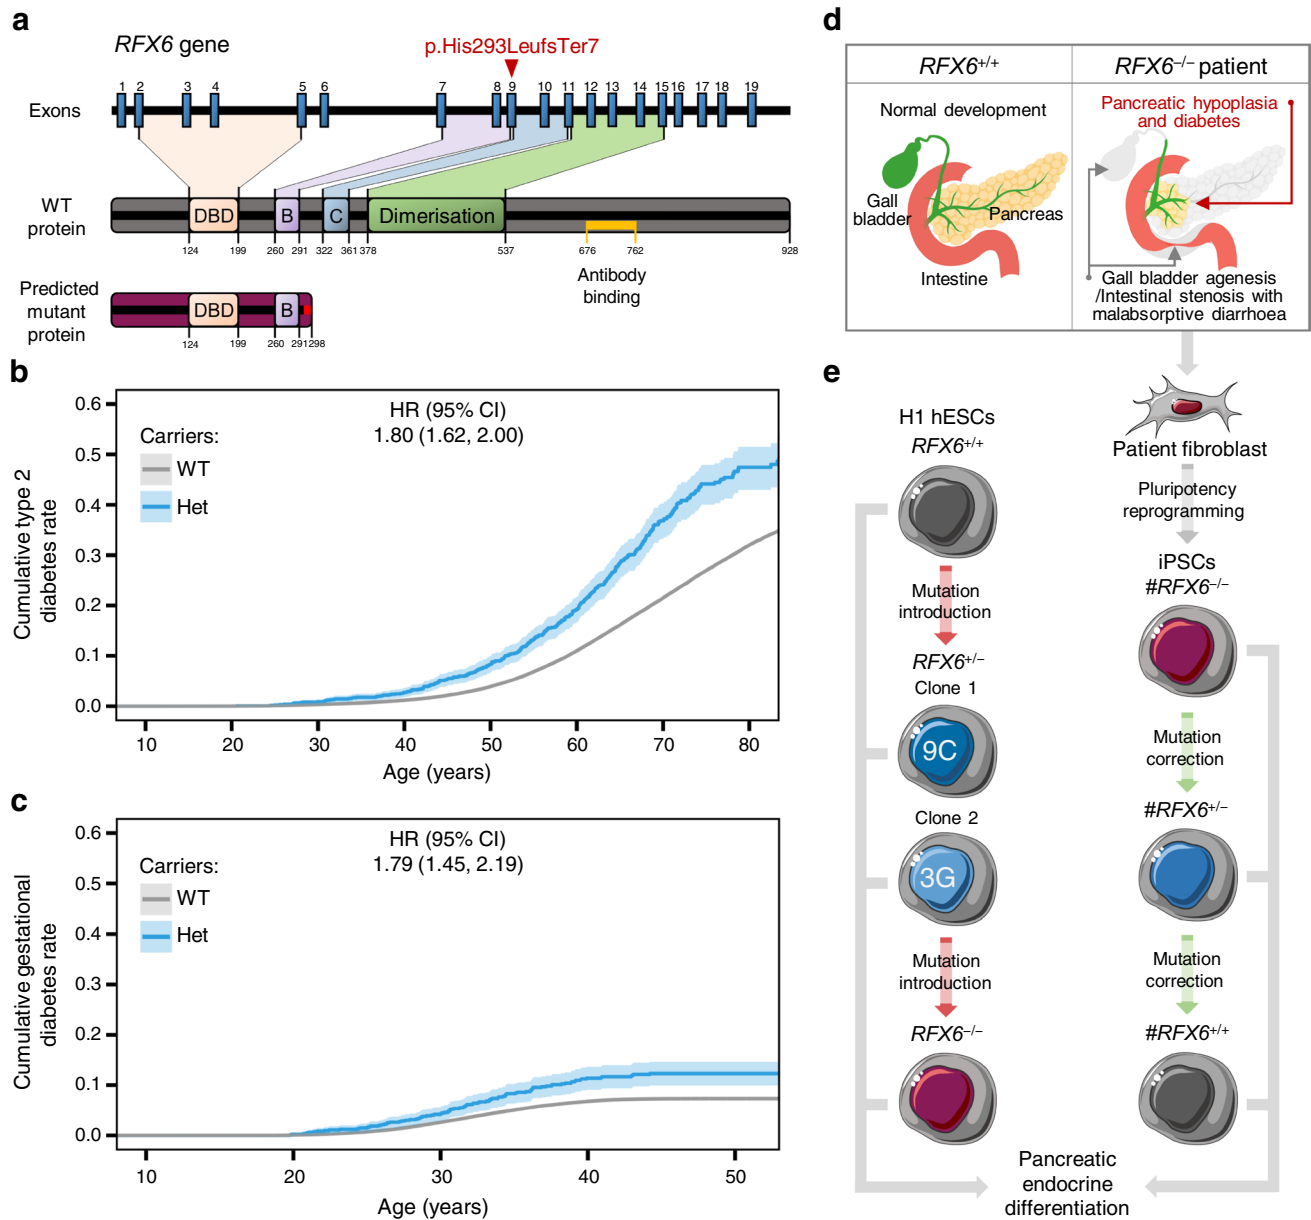 a
RFX6 gene
p.His293LeufsTer7
1 2 3 4 5 6 7 8 9 10 11 12 13 14 15 16 17 18 19
Exons
WT
protein
DBD B C Dimerisation
124 199 260 291 322 361 378 537 676 762 928
Antibody
binding
Predicted
mutant
protein
DBD B
124 199 260 291 298
b
HR (95% CI)
1.80 (1.62, 2.00)
Carriers:
WT
Het
Cumulative type 2
diabetes rate
0.6
0.5
0.4
0.3
0.2
0.1
0.0
10 20 30 40 50 60 70 80
Age (years)
c
HR (95% CI)
1.79 (1.45, 2.19)
Carriers:
WT
Het
Cumulative gestational
diabetes rate
0.6
0.5
0.4
0.3
0.2
0.1
0.0
10 20 30 40 50
Age (years)
d
RFX6+/+
Normal development
Gall
bladder
Pancreas
Intestine
RFX6–/– patient
Pancreatic hypoplasia
and diabetes
Gall bladder agenesis
/Intestinal stenosis with
malabsorptive diarrhoea
e
H1 hESCs
RFX6+/+
Mutation
introduction
RFX6+/–
Clone 1
9C
Clone 2
3G
Mutation
introduction
RFX6–/–
Patient fibroblast
Pluripotency
reprogramming
iPSCs
#RFX6–/–
Mutation
correction
#RFX6+/–
Mutation
correction
#RFX6+/+
Pancreatic
endocrine
differentiation